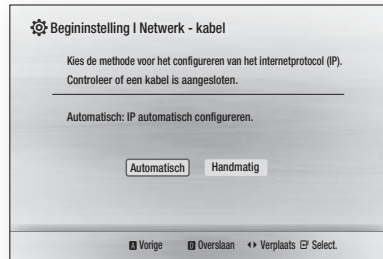 Begininstelling I Netwerk - kabel
Kies de methode voor het configureren van het internetprotocol (IP).
Controleer of een kabel is aangesloten.
Automatisch: IP automatisch configureren.
Automatisch Handmatig
A Vorige D Overslaan Verplaats Select.